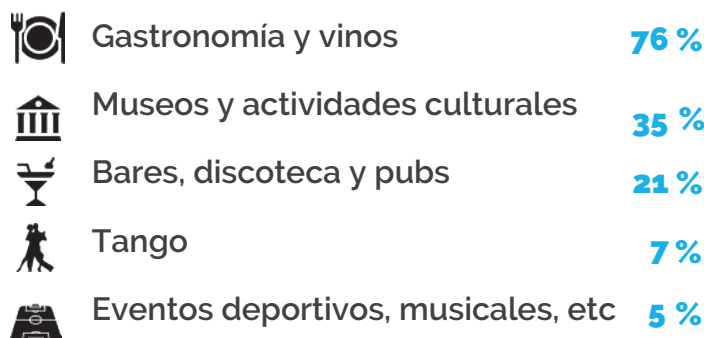 Gastronomía y vinos 76 %
Museos y actividades culturales 35 %
Bares, discoteca y pubs 21 %
Tango 7 %
Eventos deportivos, musicales, etc 5 %